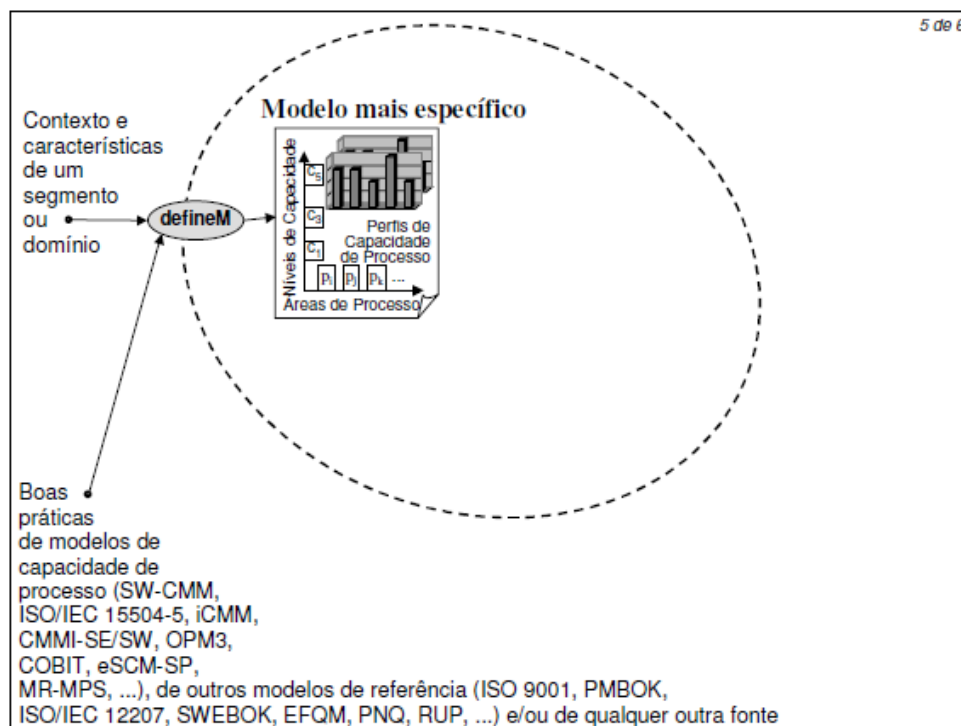 5 de 6
Modelo mais específico
Contexto e
características
de um
segmento
ou
domínio
defineM
Níveis de Capacidade
C5
C3
C1
Perfis de
Capacidade
de Processo
pi pj pk ...
Áreas de Processo
Boas
práticas
de modelos de
capacidade de
processo (SW-CMM,
ISO/IEC 15504-5, iCMM,
CMMI-SE/SW, OPM3,
COBIT, eSCM-SP,
MR-MPS, ...), de outros modelos de referência (ISO 9001, PMBOK,
ISO/IEC 12207, SWEBOK, EFQM, PNQ, RUP, ...) e/ou de qualquer outra fonte